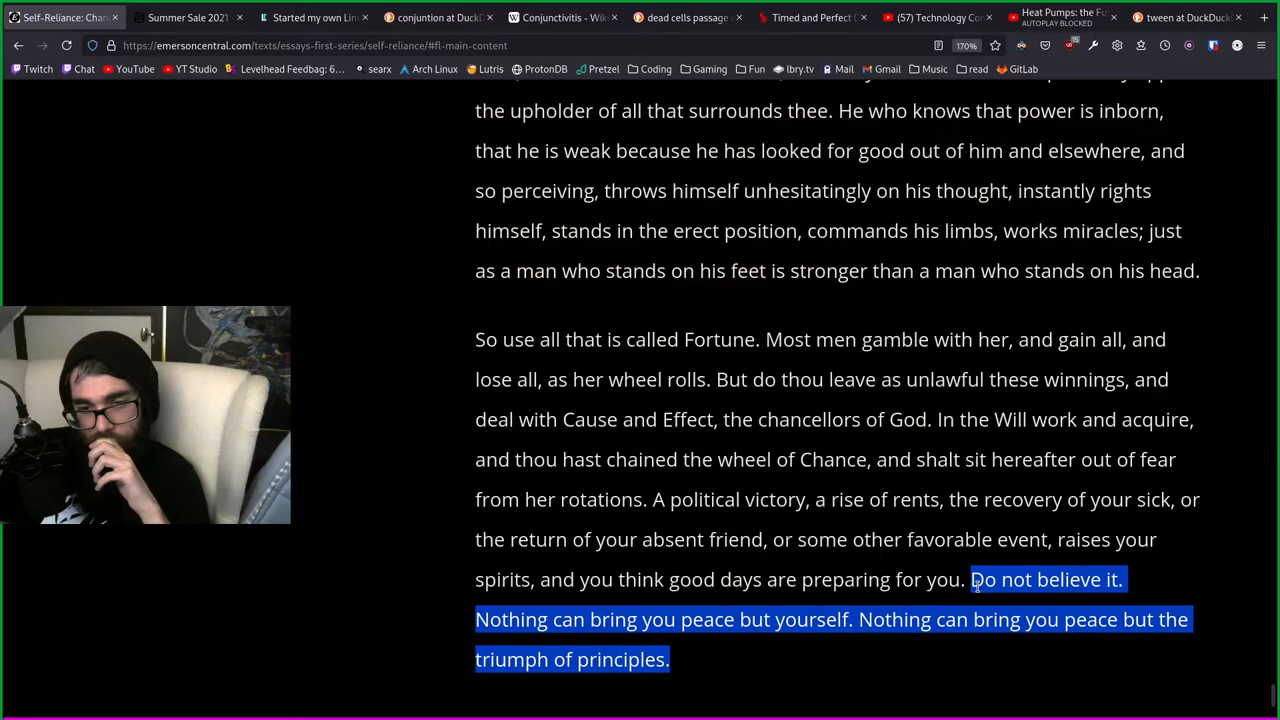 Self-Reliance: Chan
Summer Sale 2021
Started my own Lin
conjuntion at DuckD
Conjunctivitis - Wiki
dead cells passage c
Timed and Perfect D
(57) Technology Con
Heat Pumps: the Fu
AUTOPLAY BLOCKED
tween at DuckDuck
https://emersoncentral.com/texts/essays-first-series/self-reliance/#fl-main-content
170%
15
Twitch
Chat
YouTube
YT Studio
Levelhead Feedbag: 6…
searx
Arch Linux
Lutris
ProtonDB
Pretzel
Coding
Gaming
Fun
lbry.tv
Mail
Gmail
Music
read
GitLab
the upholder of all that surrounds thee. He who knows that power is inborn,
that he is weak because he has looked for good out of him and elsewhere, and
so perceiving, throws himself unhesitatingly on his thought, instantly rights
himself, stands in the erect position, commands his limbs, works miracles; just
as a man who stands on his feet is stronger than a man who stands on his head.
So use all that is called Fortune. Most men gamble with her, and gain all, and
lose all, as her wheel rolls. But do thou leave as unlawful these winnings, and
deal with Cause and Effect, the chancellors of God. In the Will work and acquire,
and thou hast chained the wheel of Chance, and shalt sit hereafter out of fear
from her rotations. A political victory, a rise of rents, the recovery of your sick, or
the return of your absent friend, or some other favorable event, raises your
spirits, and you think good days are preparing for you. Do not believe it.
Nothing can bring you peace but yourself. Nothing can bring you peace but the
triumph of principles.